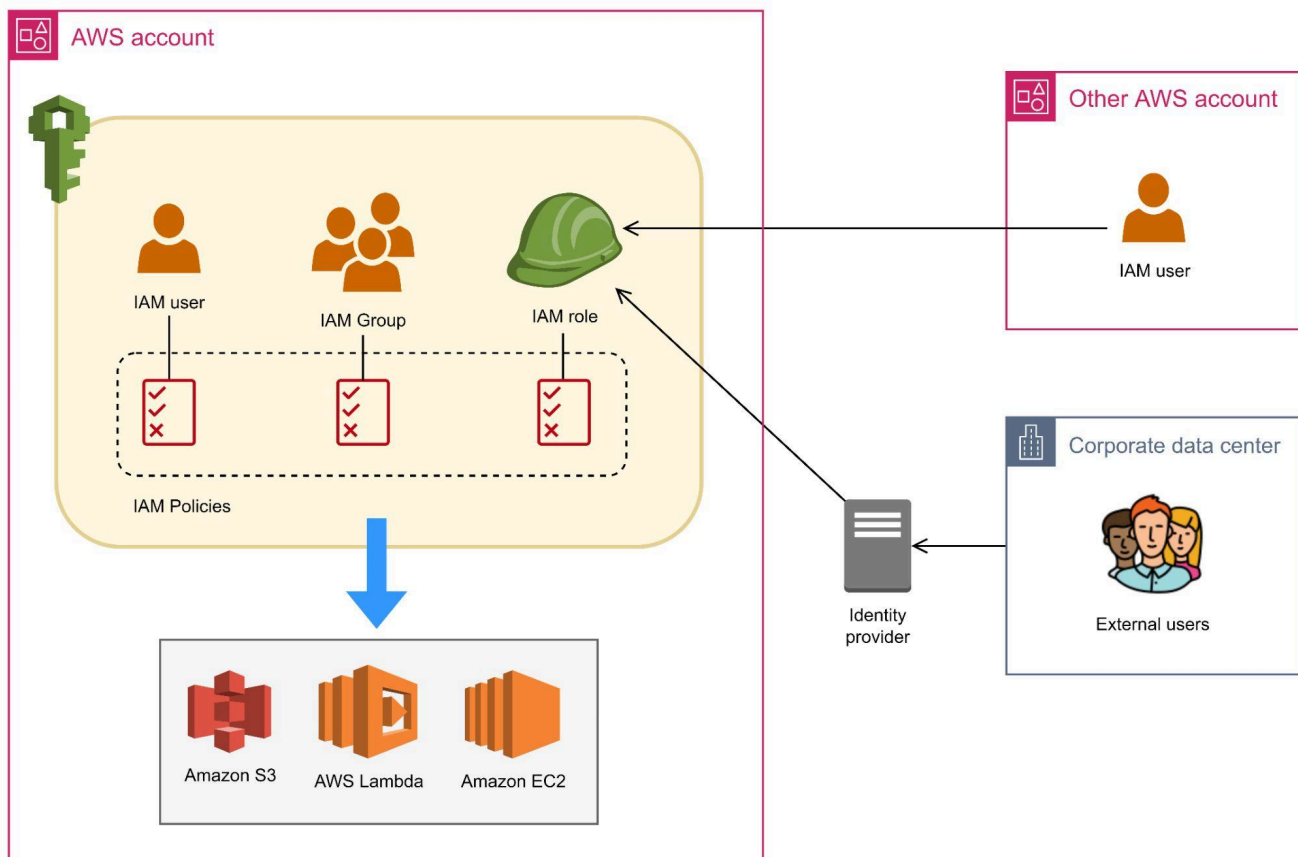 AWS account
Other AWS account
IAM user
IAM user
IAM Group
IAM role
IAM Policies
Corporate data center
Identity
provider
External users
Amazon S3
AWS Lambda
Amazon EC2